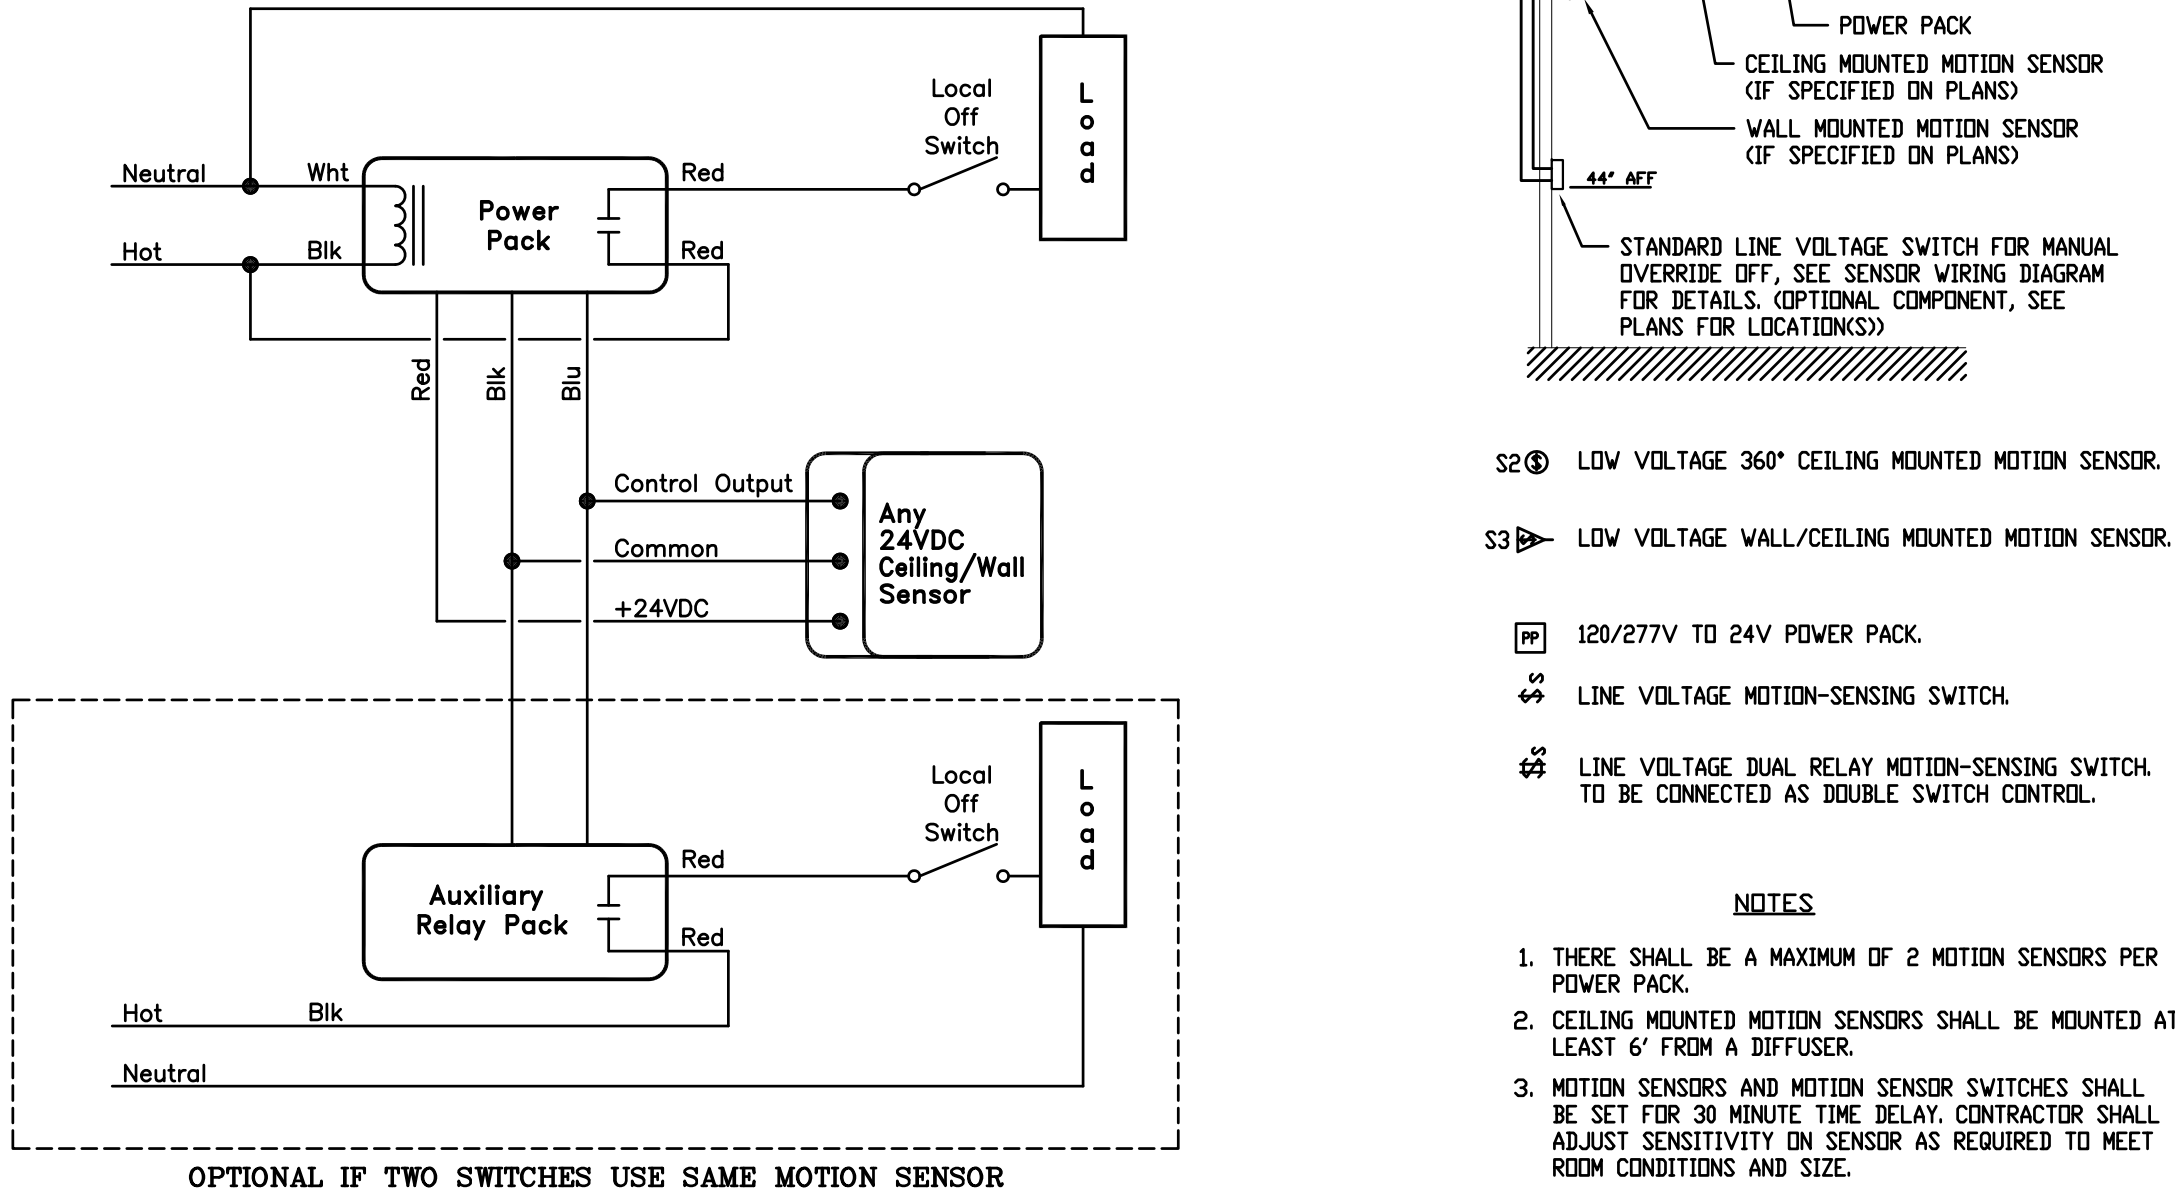 Neutral
Wht
Hot
Blk
Power
Pack
Red
Red
Local
Off
Switch
Load
Red
Blk
Blu
Control Output
Common
+24VDC
Any
24VDC
Ceiling/Wall
Sensor
Auxiliary
Relay Pack
Red
Red
Local
Off
Switch
Load
Hot
Blk
Neutral
OPTIONAL IF TWO SWITCHES USE SAME MOTION SENSOR
POWER PACK
CEILING MOUNTED MOTION SENSOR
(IF SPECIFIED ON PLANS)
WALL MOUNTED MOTION SENSOR
(IF SPECIFIED ON PLANS)
44" AFF
STANDARD LINE VOLTAGE SWITCH FOR MANUAL
OVERRIDE OFF, SEE SENSOR WIRING DIAGRAM
FOR DETAILS. (OPTIONAL COMPONENT, SEE
PLANS FOR LOCATION(S))
S2 $ LOW VOLTAGE 360° CEILING MOUNTED MOTION SENSOR.
S3 $ LOW VOLTAGE WALL/CEILING MOUNTED MOTION SENSOR.
PP 120/277V TO 24V POWER PACK.
$ S LINE VOLTAGE MOTION-SENSING SWITCH.
$ S LINE VOLTAGE DUAL RELAY MOTION-SENSING SWITCH.
TO BE CONNECTED AS DOUBLE SWITCH CONTROL.
NOTES
1. THERE SHALL BE A MAXIMUM OF 2 MOTION SENSORS PER
POWER PACK.
2. CEILING MOUNTED MOTION SENSORS SHALL BE MOUNTED AT
LEAST 6' FROM A DIFFUSER.
3. MOTION SENSORS AND MOTION SENSOR SWITCHES SHALL
BE SET FOR 30 MINUTE TIME DELAY. CONTRACTOR SHALL
ADJUST SENSITIVITY ON SENSOR AS REQUIRED TO MEET
ROOM CONDITIONS AND SIZE.